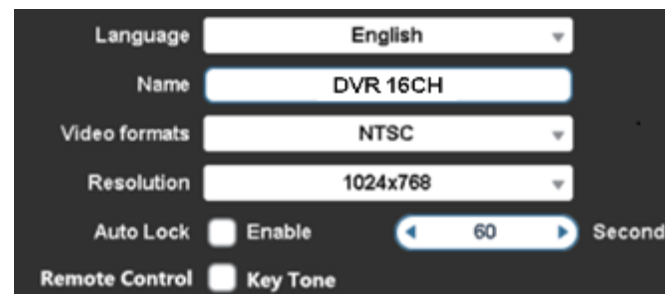 Language English
Name DVR 16CH
Video formats NTSC
Resolution 1024x768
Auto Lock Enable 60 Second
Remote Control Key Tone